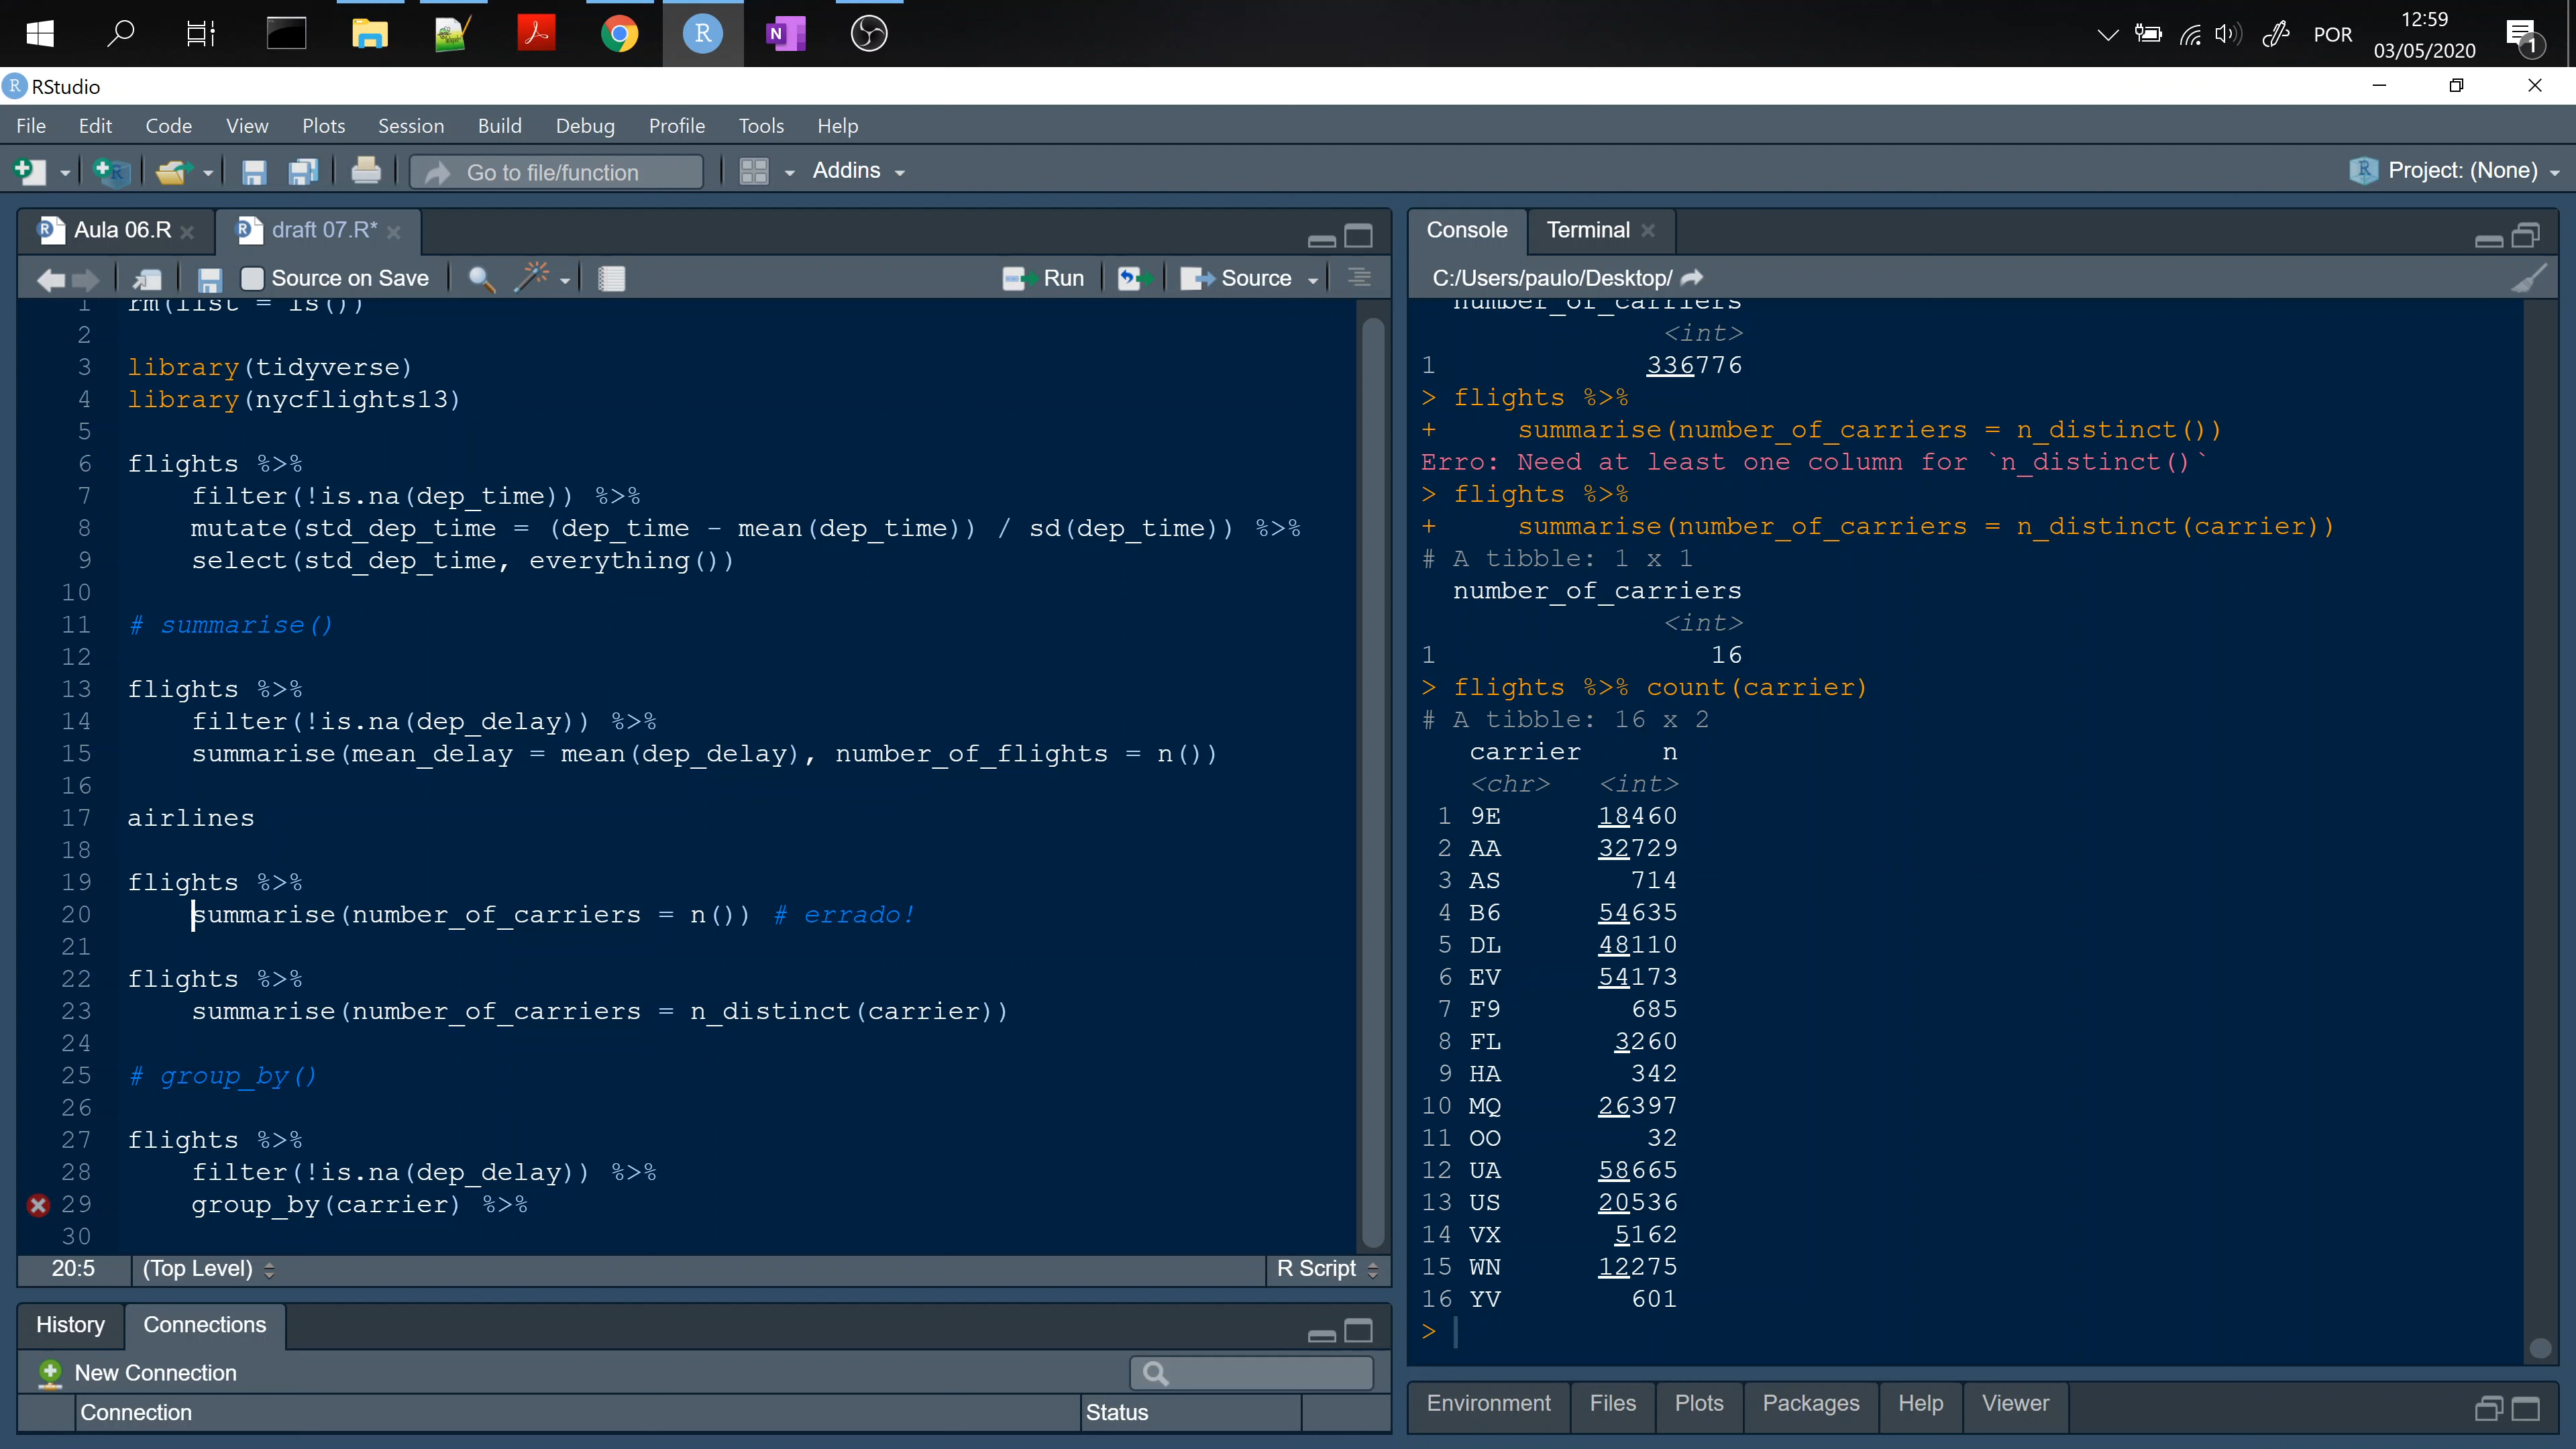 POR
12:59
03/05/2020
1
RStudio
File Edit Code View Plots Session Build Debug Profile Tools Help
Go to file/function
Addins
Project: (None)
Aula 06.R
draft 07.R*
Source on Save
Run
Source
1 rm(list = ls())
2
3 library(tidyverse)
4 library(nycflights13)
5
6 flights %>%
7 filter(!is.na(dep_time)) %>%
8 mutate(std_dep_time = (dep_time - mean(dep_time)) / sd(dep_time)) %>%
9 select(std_dep_time, everything())
10
11 # summarise()
12
13 flights %>%
14 filter(!is.na(dep_delay)) %>%
15 summarise(mean_delay = mean(dep_delay), number_of_flights = n())
16
17 airlines
18
19 flights %>%
20 summarise(number_of_carriers = n()) # errado!
21
22 flights %>%
23 summarise(number_of_carriers = n_distinct(carrier))
24
25 # group_by()
26
27 flights %>%
28 filter(!is.na(dep_delay)) %>%
29 group_by(carrier) %>%
30
20:5 (Top Level) R Script
History Connections
New Connection
Connection Status
Console Terminal
C:/Users/paulo/Desktop/
number_of_carriers
<int>
1 336776
> flights %>%
+ summarise(number_of_carriers = n_distinct())
Erro: Need at least one column for `n_distinct()`
> flights %>%
+ summarise(number_of_carriers = n_distinct(carrier))
# A tibble: 1 x 1
number_of_carriers
<int>
1 16
> flights %>% count(carrier)
# A tibble: 16 x 2
carrier n
<chr> <int>
1 9E 18460
2 AA 32729
3 AS 714
4 B6 54635
5 DL 48110
6 EV 54173
7 F9 685
8 FL 3260
9 HA 342
10 MQ 26397
11 OO 32
12 UA 58665
13 US 20536
14 VX 5162
15 WN 12275
16 YV 601
>
Environment Files Plots Packages Help Viewer